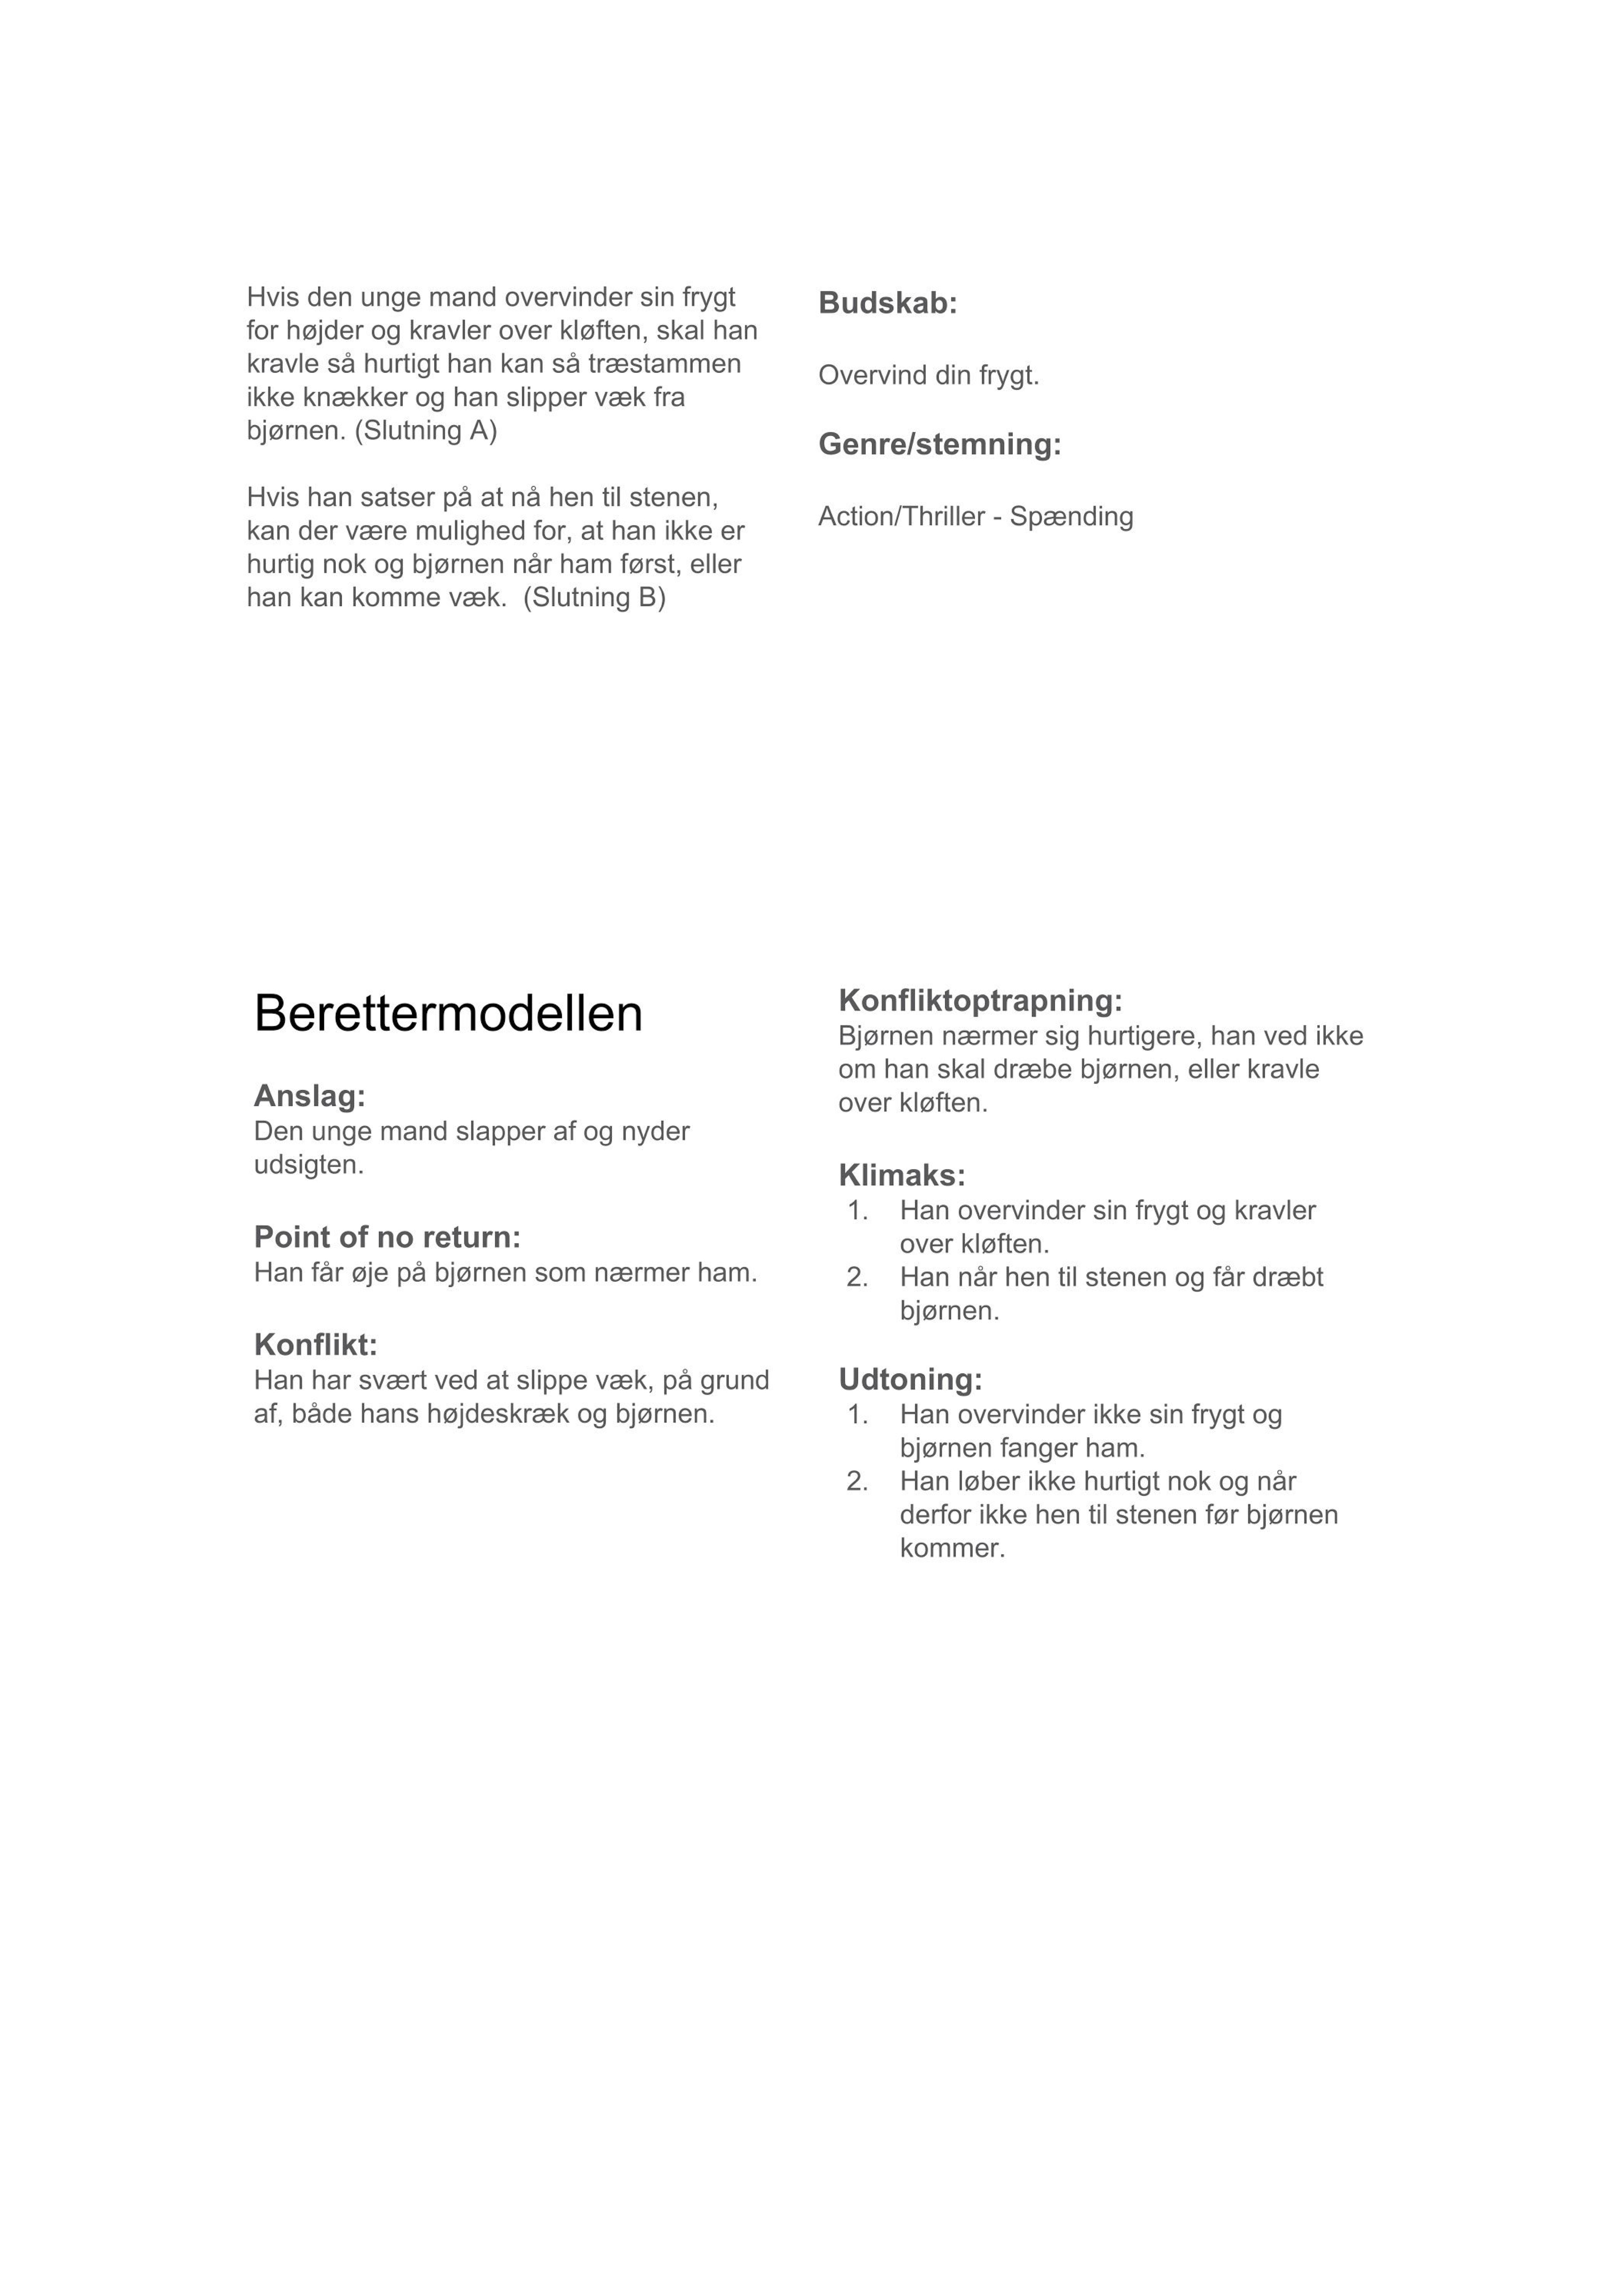 Hvis den unge mand overvinder sin frygt
for højder og kravler over kløften, skal han
kravle så hurtigt han kan så træstammen
ikke knækker og han slipper væk fra
bjørnen. (Slutning A)
Hvis han satser på at nå hen til stenen,
kan der være mulighed for, at han ikke er
hurtig nok og bjørnen når ham først, eller
han kan komme væk.  (Slutning B)
Budskab:
Overvind din frygt.
Genre/stemning:
Action/Thriller - Spænding
Berettermodellen
Anslag:
Den unge mand slapper af og nyder
udsigten.
Point of no return:
Han får øje på bjørnen som nærmer ham.
Konflikt:
Han har svært ved at slippe væk, på grund
af, både hans højdeskræk og bjørnen.
Konfliktoptrapning:
Bjørnen nærmer sig hurtigere, han ved ikke
om han skal dræbe bjørnen, eller kravle
over kløften.
Klimaks:
1. Han overvinder sin frygt og kravler
over kløften.
2. Han når hen til stenen og får dræbt
bjørnen.
Udtoning:
1. Han overvinder ikke sin frygt og
bjørnen fanger ham.
2. Han løber ikke hurtigt nok og når
derfor ikke hen til stenen før bjørnen
kommer.